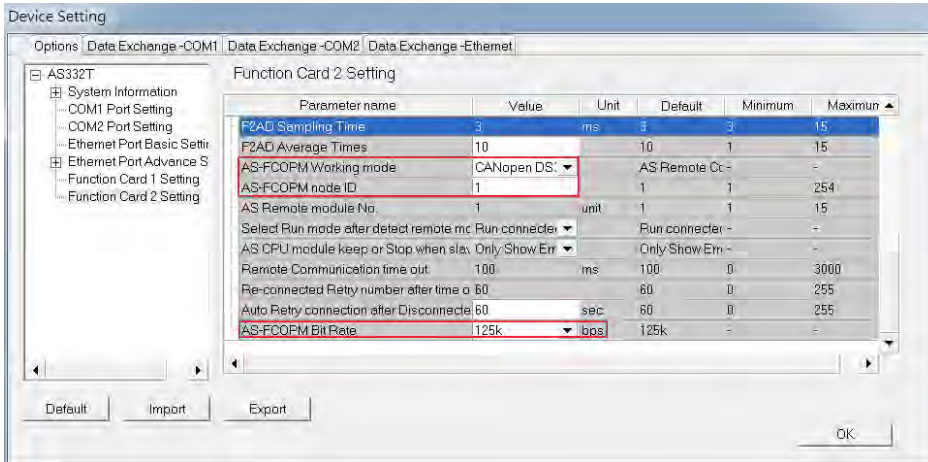 Device Setting
Options Data Exchange -COM1 Data Exchange -COM2 Data Exchange -Ethernet
AS332T
System Information
COM1 Port Setting
COM2 Port Setting
Ethernet Port Basic Settin
Ethernet Port Advance S
Function Card 1 Setting
Function Card 2 Setting
Function Card 2 Setting
Parameter name Value Unit Default Minimum Maximun
F2AD Sampling Time 3 ms 3 3 15
F2AD Average Times 10 10 1 15
AS-FCOPM Working mode CANopen DS: AS Remote Cc - -
AS-FCOPM node ID 1 1 1 254
AS Remote module No. 1 unit 1 1 15
Select Run mode after detect remote mc Run connectec Run connectec - -
AS CPU module keep or Stop when sla Only Show Err Only Show Err - -
Remote Communication time out 100 ms 100 0 3000
Re-connected Retry number after time o 60 60 0 255
Auto Retry connection after Disconnecte 60 sec 60 0 255
AS-FCOPM Bit Rate 125k bps 125k - -
Default Import Export
OK